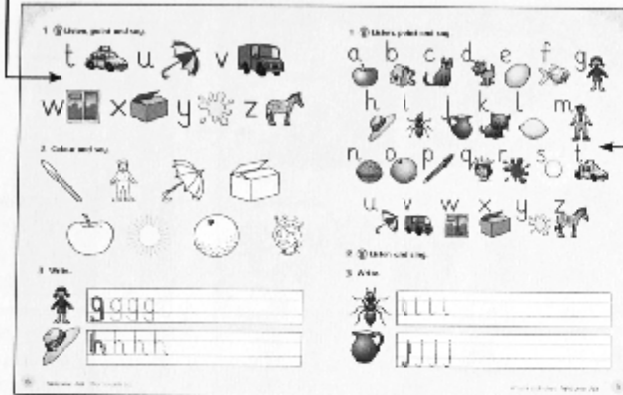 1 Listen, point and say.
t u v
w x y z
2 Colour and say.
3 Write.
g g g g g
h h h h
1 Listen, point and say.
a b c d e f g
h i j k l m
n o p q r s t
u v w x y z
2 Listen and sing.
3 Write.
i i i i
j j j j